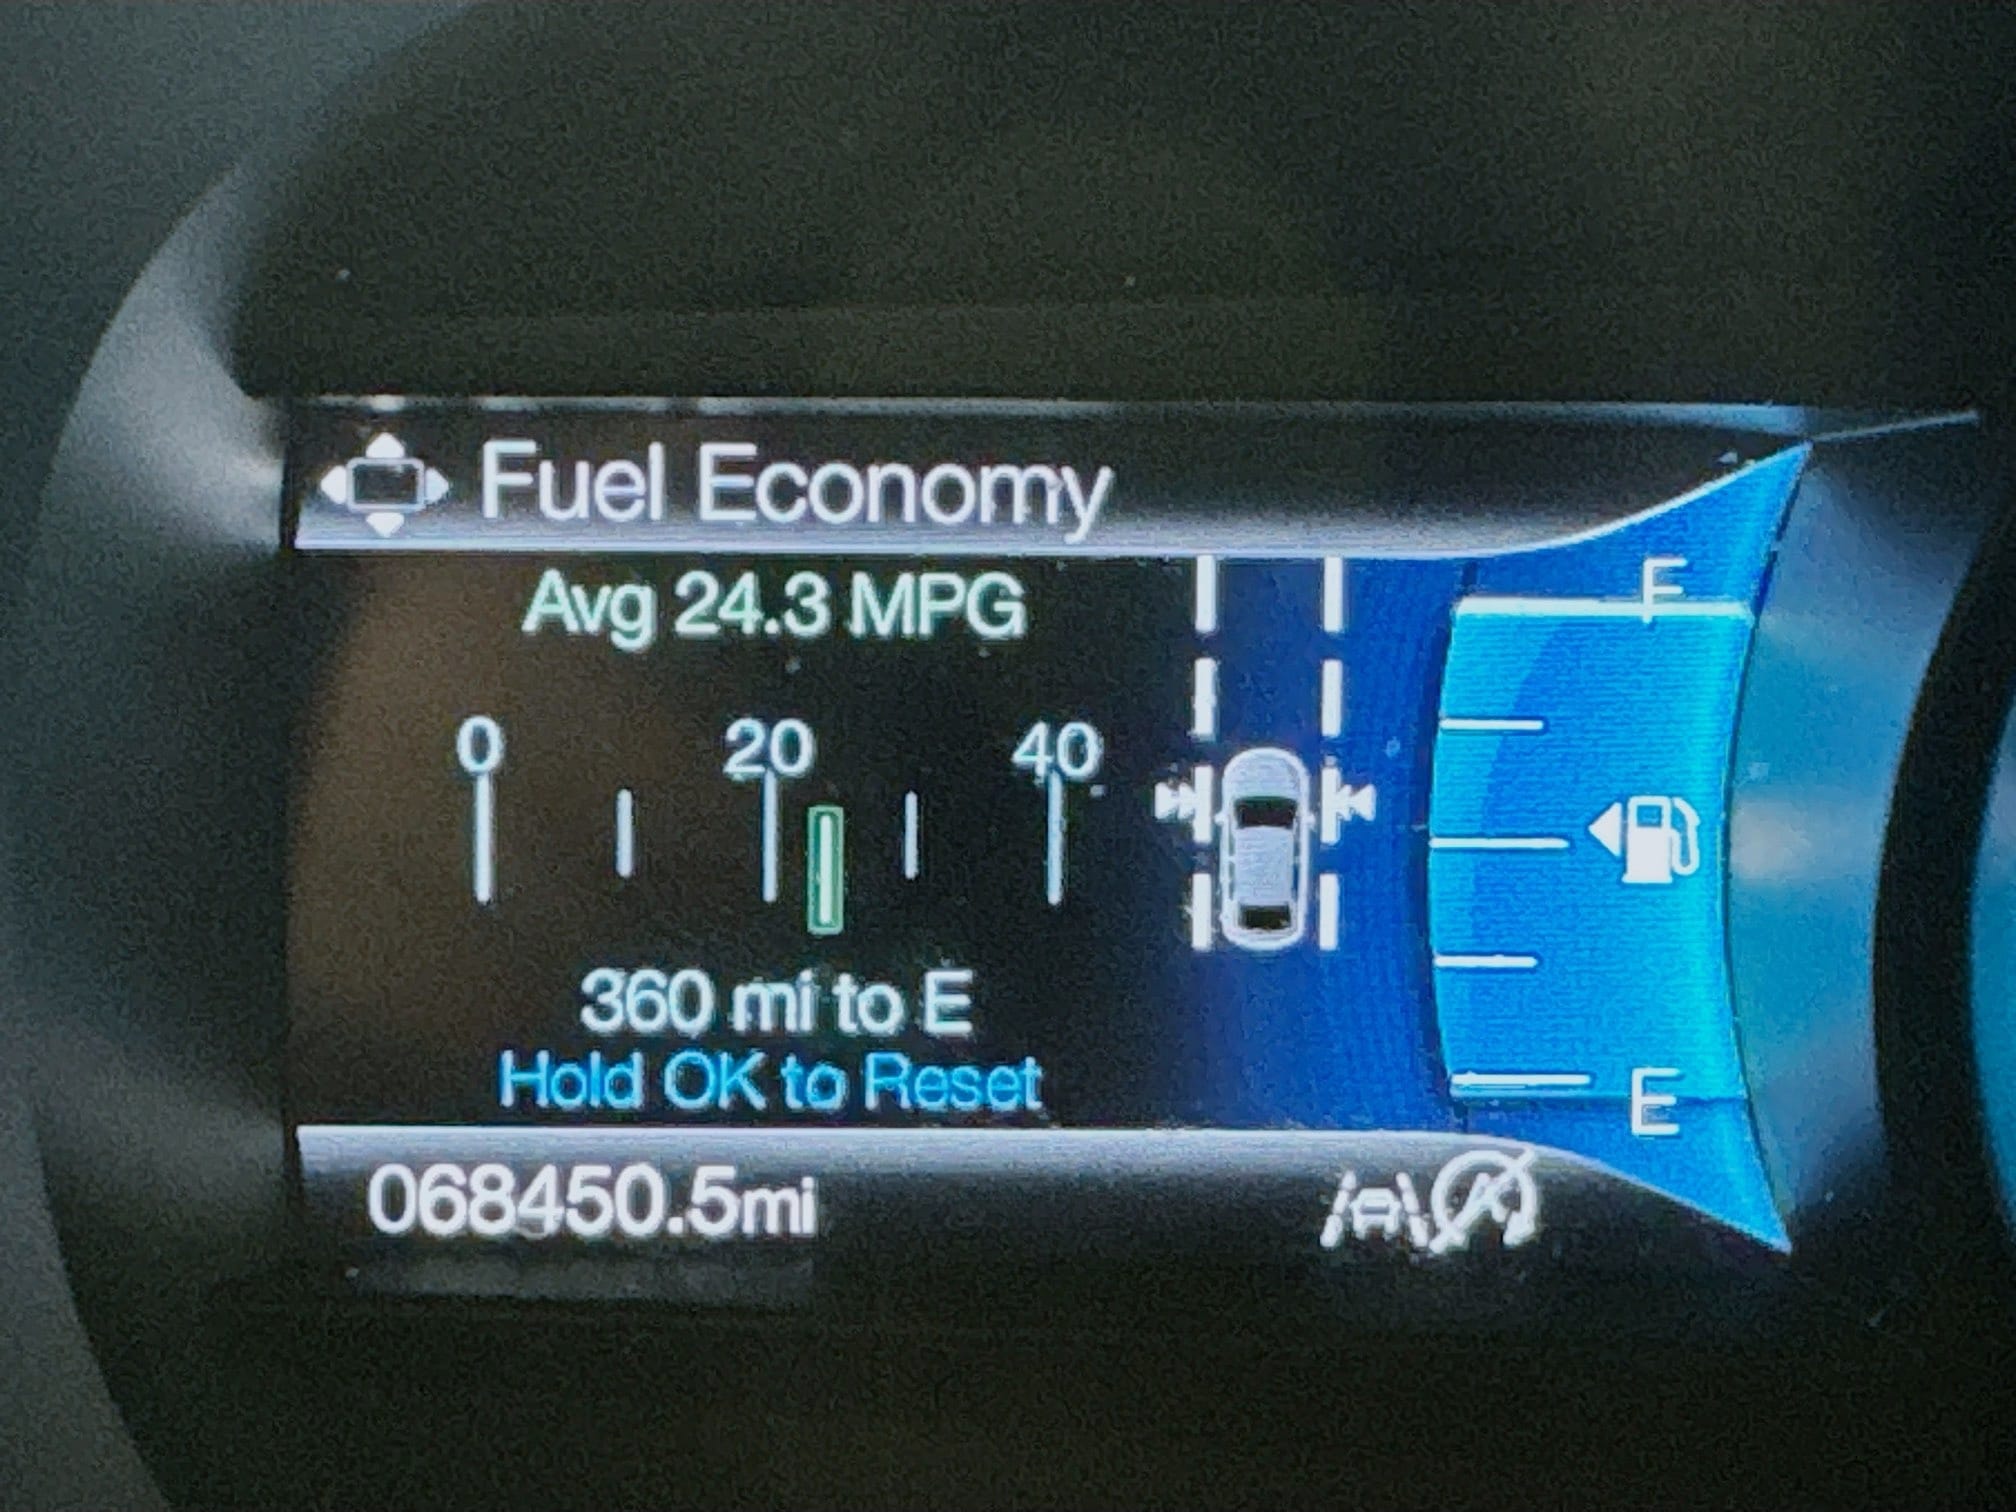 Fuel Economy
Avg 24.3 MPG
F
0 20 40
360 mi to E
Hold OK to Reset
E
068450.5mi